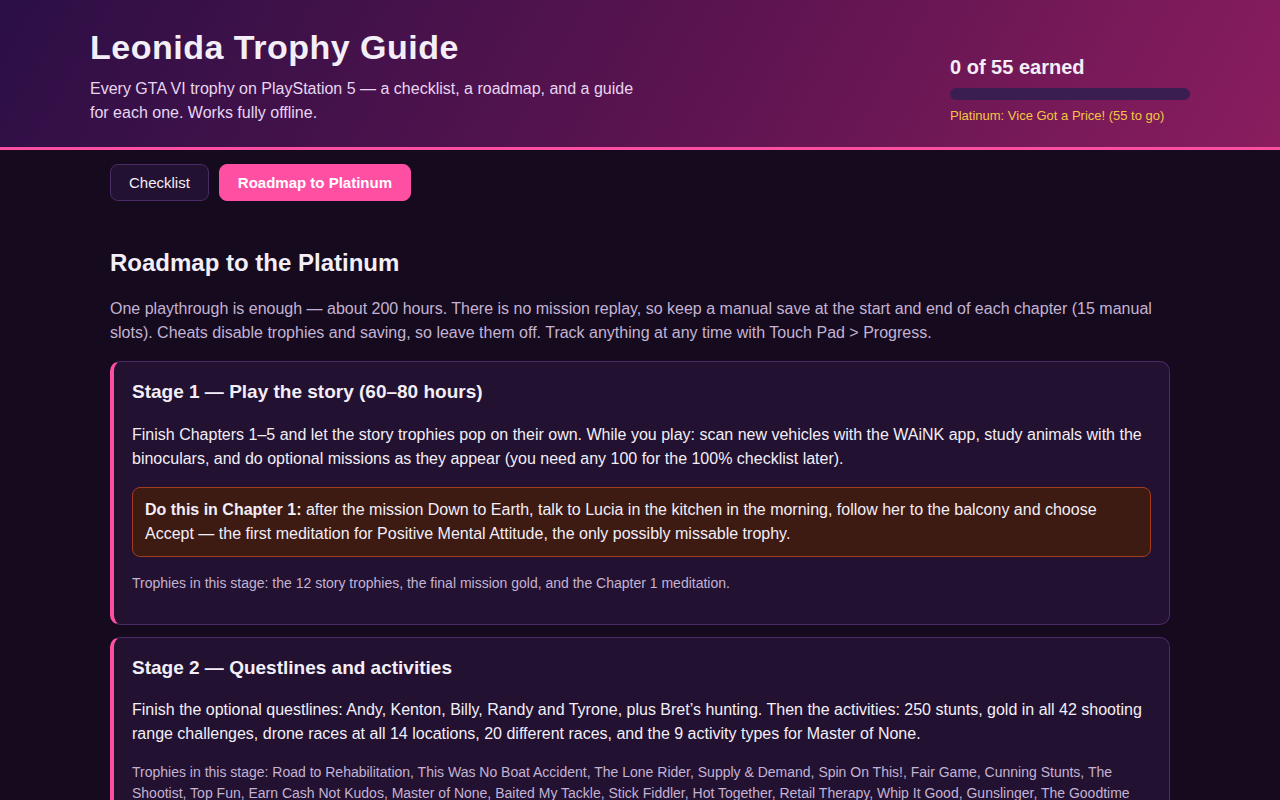 Leonida Trophy Guide
Every GTA VI trophy on PlayStation 5 — a checklist, a roadmap, and a guide
for each one. Works fully offline.
0 of 55 earned
Platinum: Vice Got a Price! (55 to go)
Checklist
Roadmap to Platinum
Roadmap to the Platinum
One playthrough is enough — about 200 hours. There is no mission replay, so keep a manual save at the start and end of each chapter (15 manual
slots). Cheats disable trophies and saving, so leave them off. Track anything at any time with Touch Pad > Progress.
Stage 1 — Play the story (60–80 hours)
Finish Chapters 1–5 and let the story trophies pop on their own. While you play: scan new vehicles with the WAiNK app, study animals with the
binoculars, and do optional missions as they appear (you need any 100 for the 100% checklist later).
Do this in Chapter 1: after the mission Down to Earth, talk to Lucia in the kitchen in the morning, follow her to the balcony and choose
Accept — the first meditation for Positive Mental Attitude, the only possibly missable trophy.
Trophies in this stage: the 12 story trophies, the final mission gold, and the Chapter 1 meditation.
Stage 2 — Questlines and activities
Finish the optional questlines: Andy, Kenton, Billy, Randy and Tyrone, plus Bret’s hunting. Then the activities: 250 stunts, gold in all 42 shooting
range challenges, drone races at all 14 locations, 20 different races, and the 9 activity types for Master of None.
Trophies in this stage: Road to Rehabilitation, This Was No Boat Accident, The Lone Rider, Supply & Demand, Spin On This!, Fair Game, Cunning Stunts, The
Shootist, Top Fun, Earn Cash Not Kudos, Master of None, Baited My Tackle, Stick Fiddler, Hot Together, Retail Therapy, Whip It Good, Gunslinger, The Goodtime